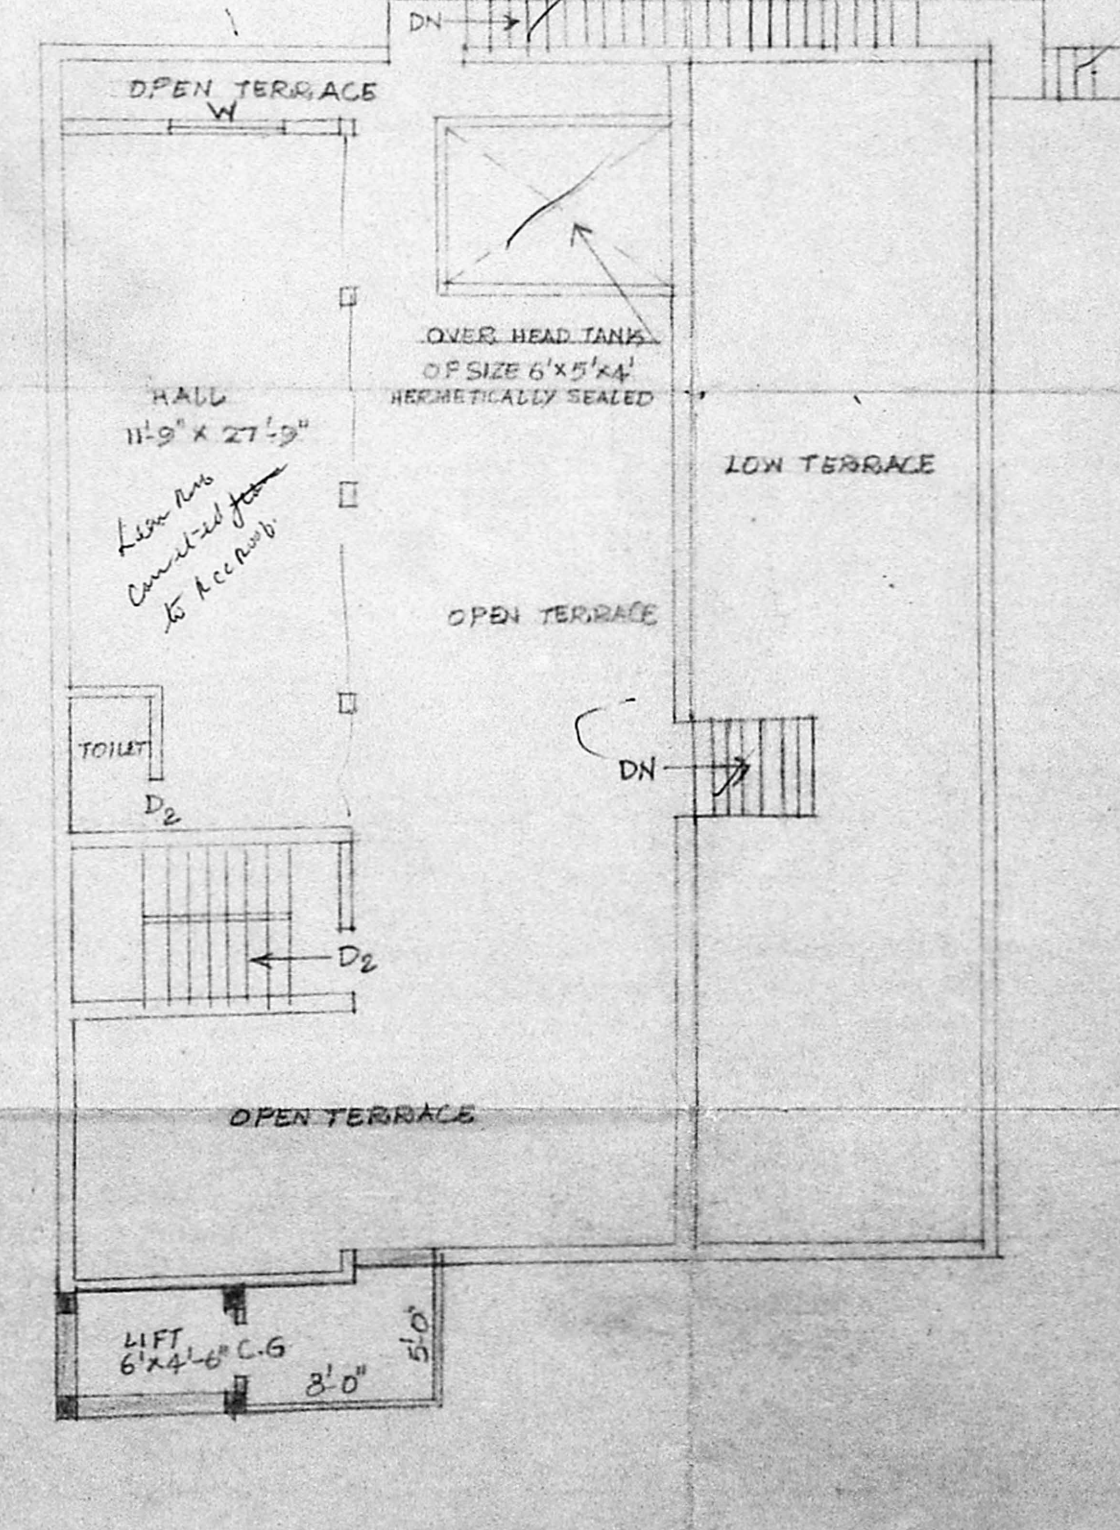 DN
OPEN TERRACE
W
OVER HEAD TANK
OF SIZE 6'X5'X4'
HERMETICALLY SEALED
HALL
11'-9" X 27'-9"
LOW TERRACE
to Acc Roof.
OPEN TERRACE
TOILET
D2
DN
D2
OPEN TERRACE
LIFT
6'X4'-6"
C.G
5'-0"
8'-0"